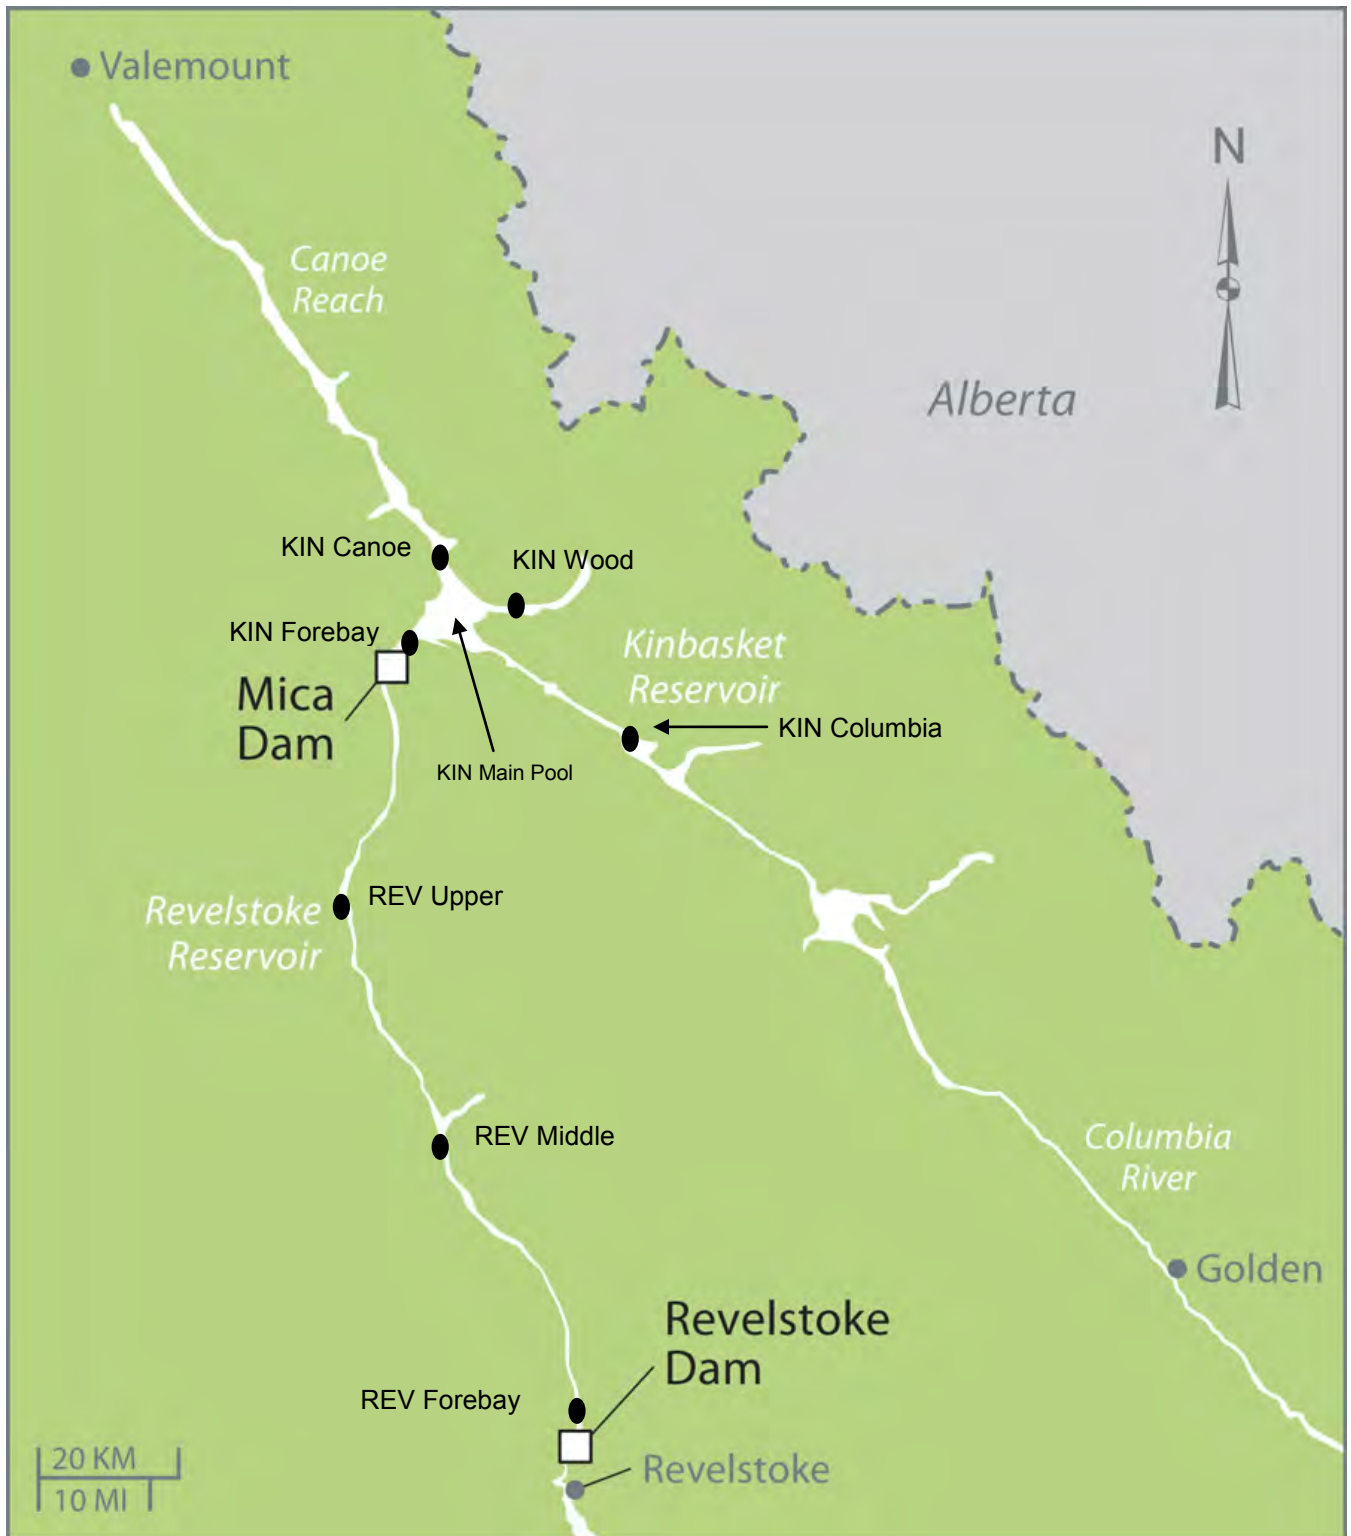 Valemount
N
Canoe
Reach
Alberta
KIN Canoe
KIN Wood
KIN Forebay
Kinbasket
Reservoir
Mica
Dam
KIN Columbia
KIN Main Pool
REV Upper
Revelstoke
Reservoir
REV Middle
Columbia
River
Golden
Revelstoke
Dam
REV Forebay
20 KM
10 MI
Revelstoke